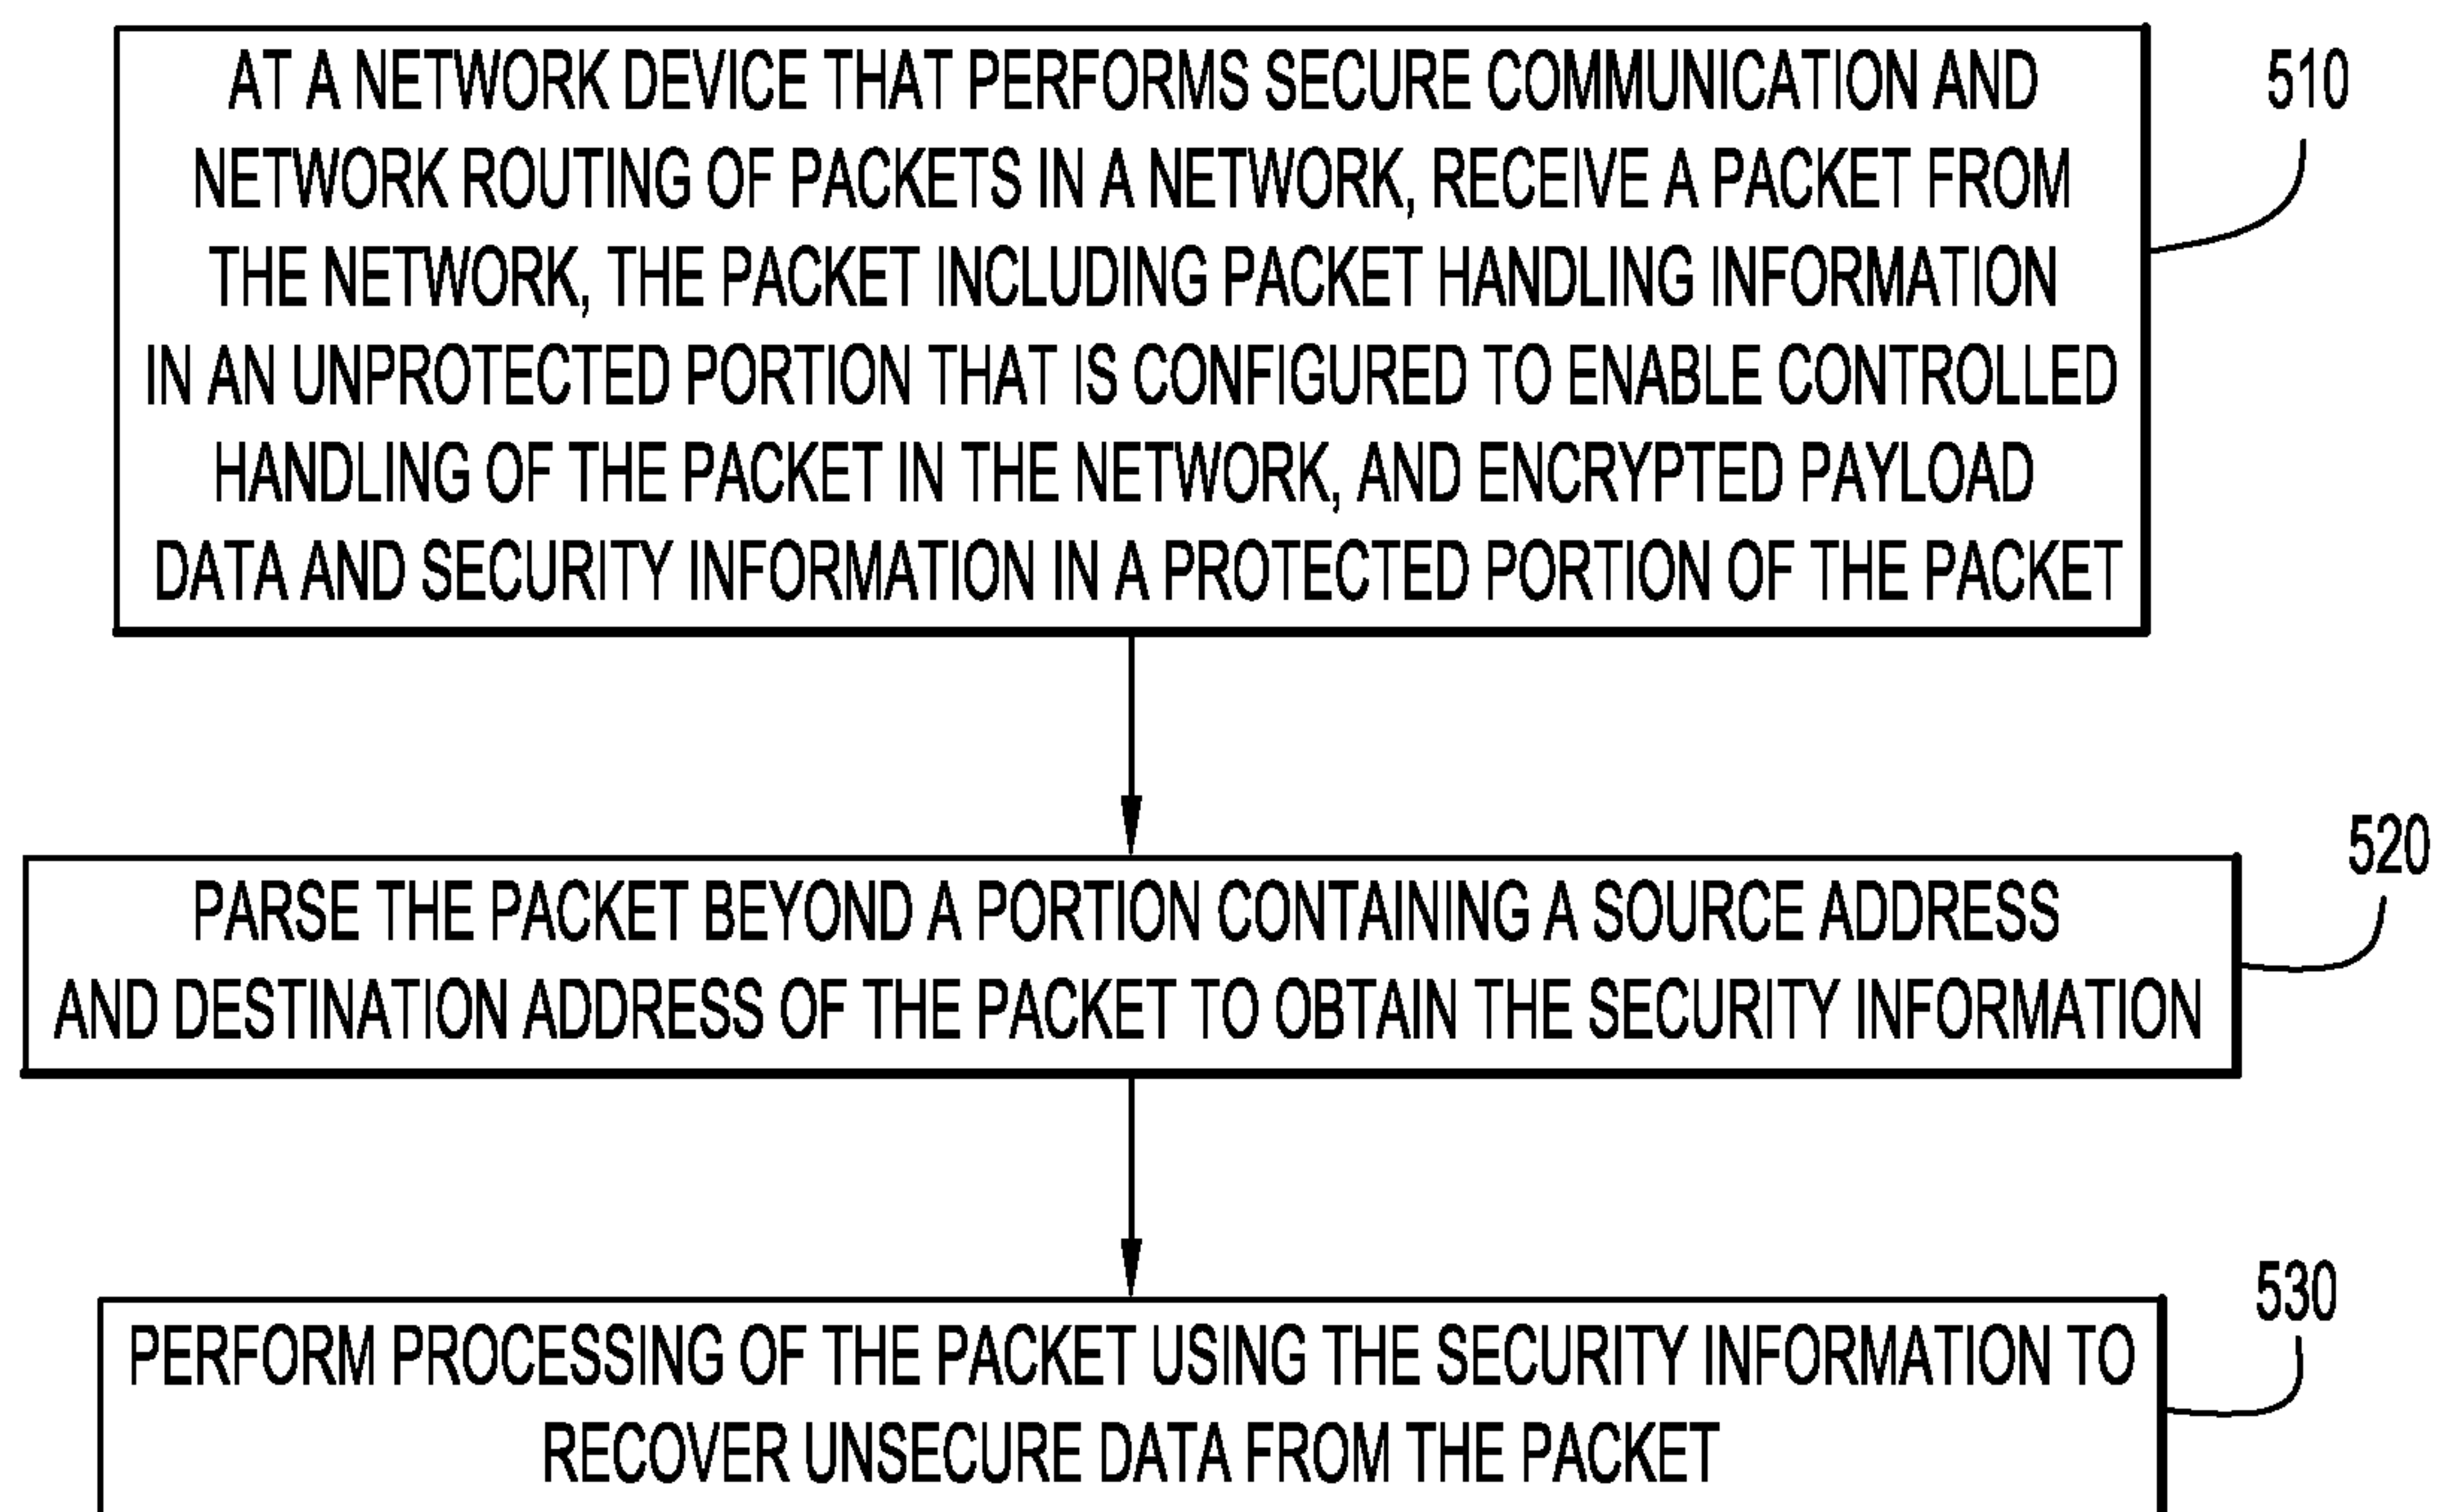 AT A NETWORK DEVICE THAT PERFORMS SECURE COMMUNICATION AND
NETWORK ROUTING OF PACKETS IN A NETWORK, RECEIVE A PACKET FROM
THE NETWORK, THE PACKET INCLUDING PACKET HANDLING INFORMATION
IN AN UNPROTECTED PORTION THAT IS CONFIGURED TO ENABLE CONTROLLED
HANDLING OF THE PACKET IN THE NETWORK, AND ENCRYPTED PAYLOAD
DATA AND SECURITY INFORMATION IN A PROTECTED PORTION OF THE PACKET
510
PARSE THE PACKET BEYOND A PORTION CONTAINING A SOURCE ADDRESS
AND DESTINATION ADDRESS OF THE PACKET TO OBTAIN THE SECURITY INFORMATION
520
PERFORM PROCESSING OF THE PACKET USING THE SECURITY INFORMATION TO
RECOVER UNSECURE DATA FROM THE PACKET
530